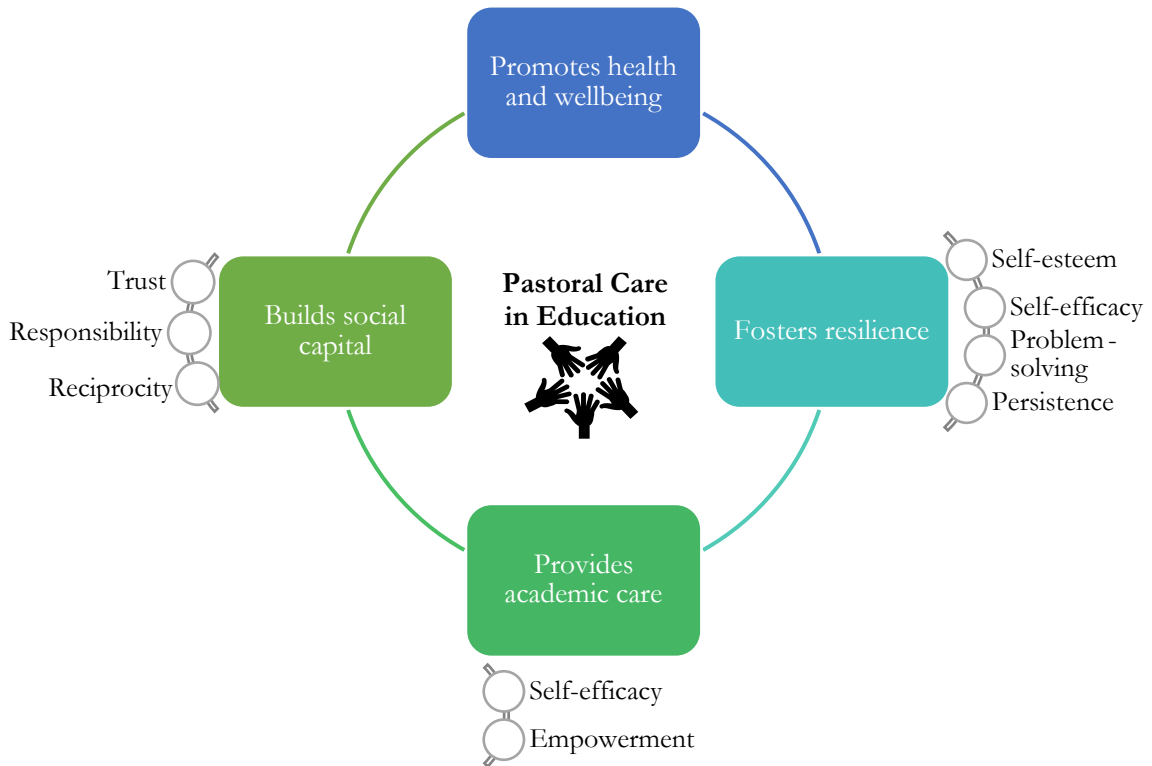 Promotes health
and wellbeing
Trust
Responsibility
Reciprocity
Builds social
capital
Pastoral Care
in Education
Fosters resilience
Self-esteem
Self-efficacy
Problem-
solving
Persistence
Provides
academic care
Self-efficacy
Empowerment